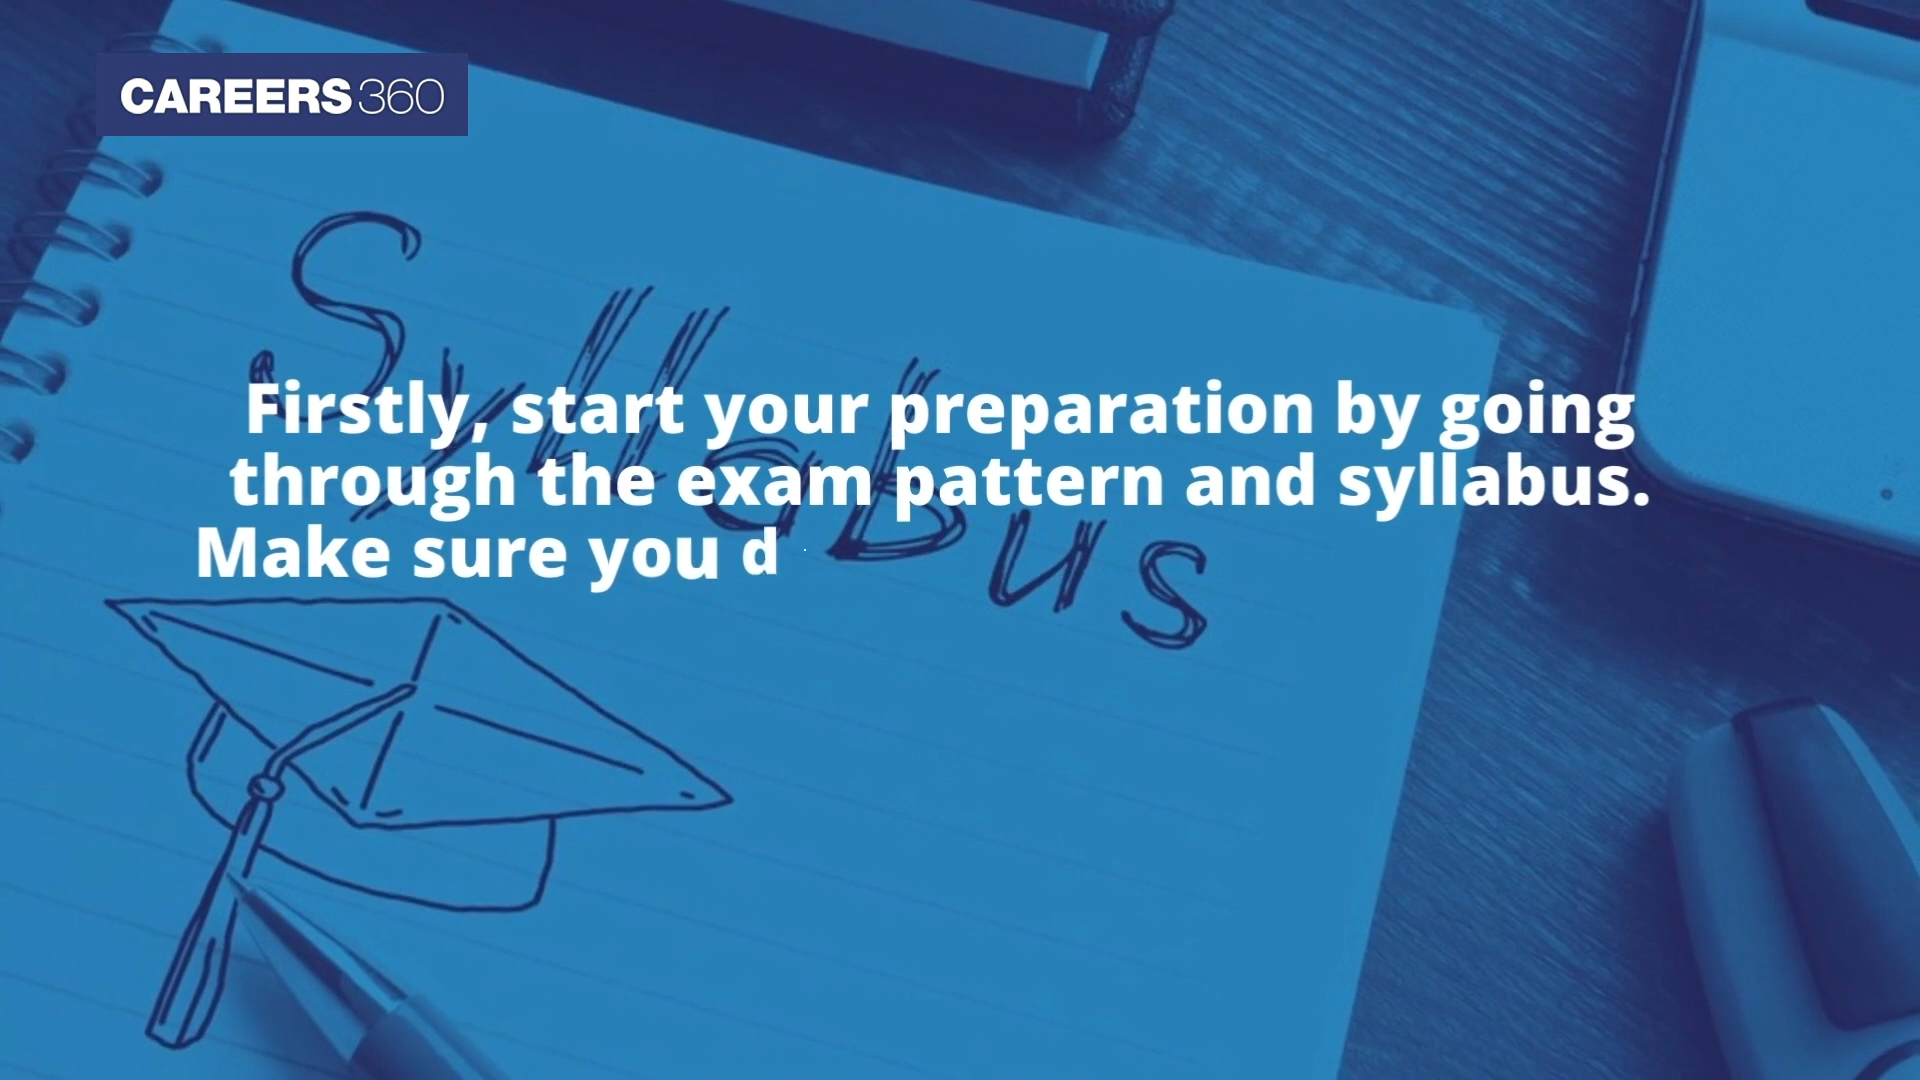 CAREERS360
Syllabus
Firstly, start your preparation by going
through the exam pattern and syllabus.
Make sure you d